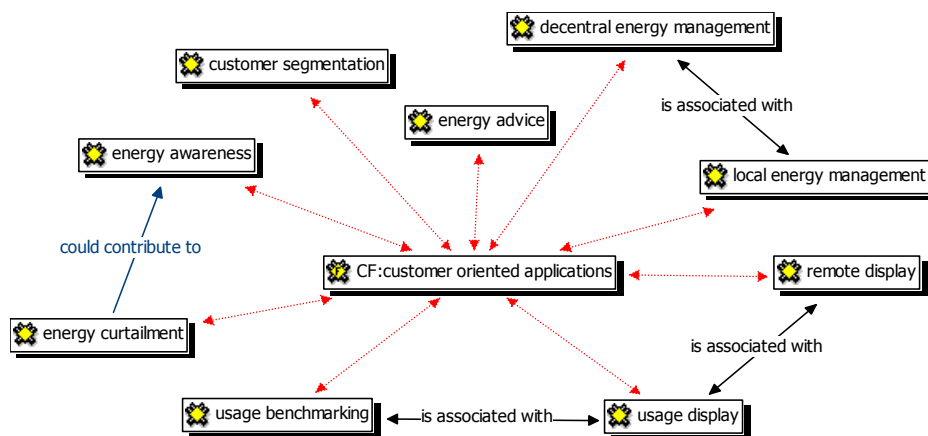 decentral energy management
customer segmentation
is associated with
energy advice
energy awareness
local energy management
could contribute to
F CF:customer oriented applications
remote display
energy curtailment
is associated with
usage benchmarking
is associated with
usage display